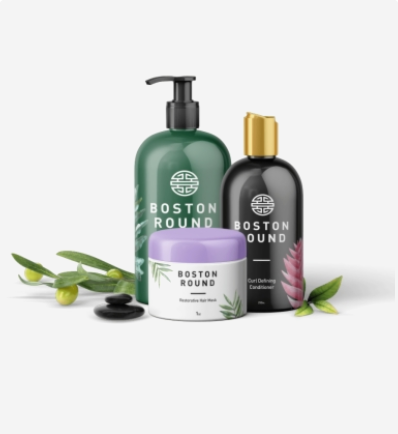 BOSTON
ROUND
BOSTON
ROUND
Curl Defining
Conditioner
BOSTON
ROUND
Restorative Hair Mask